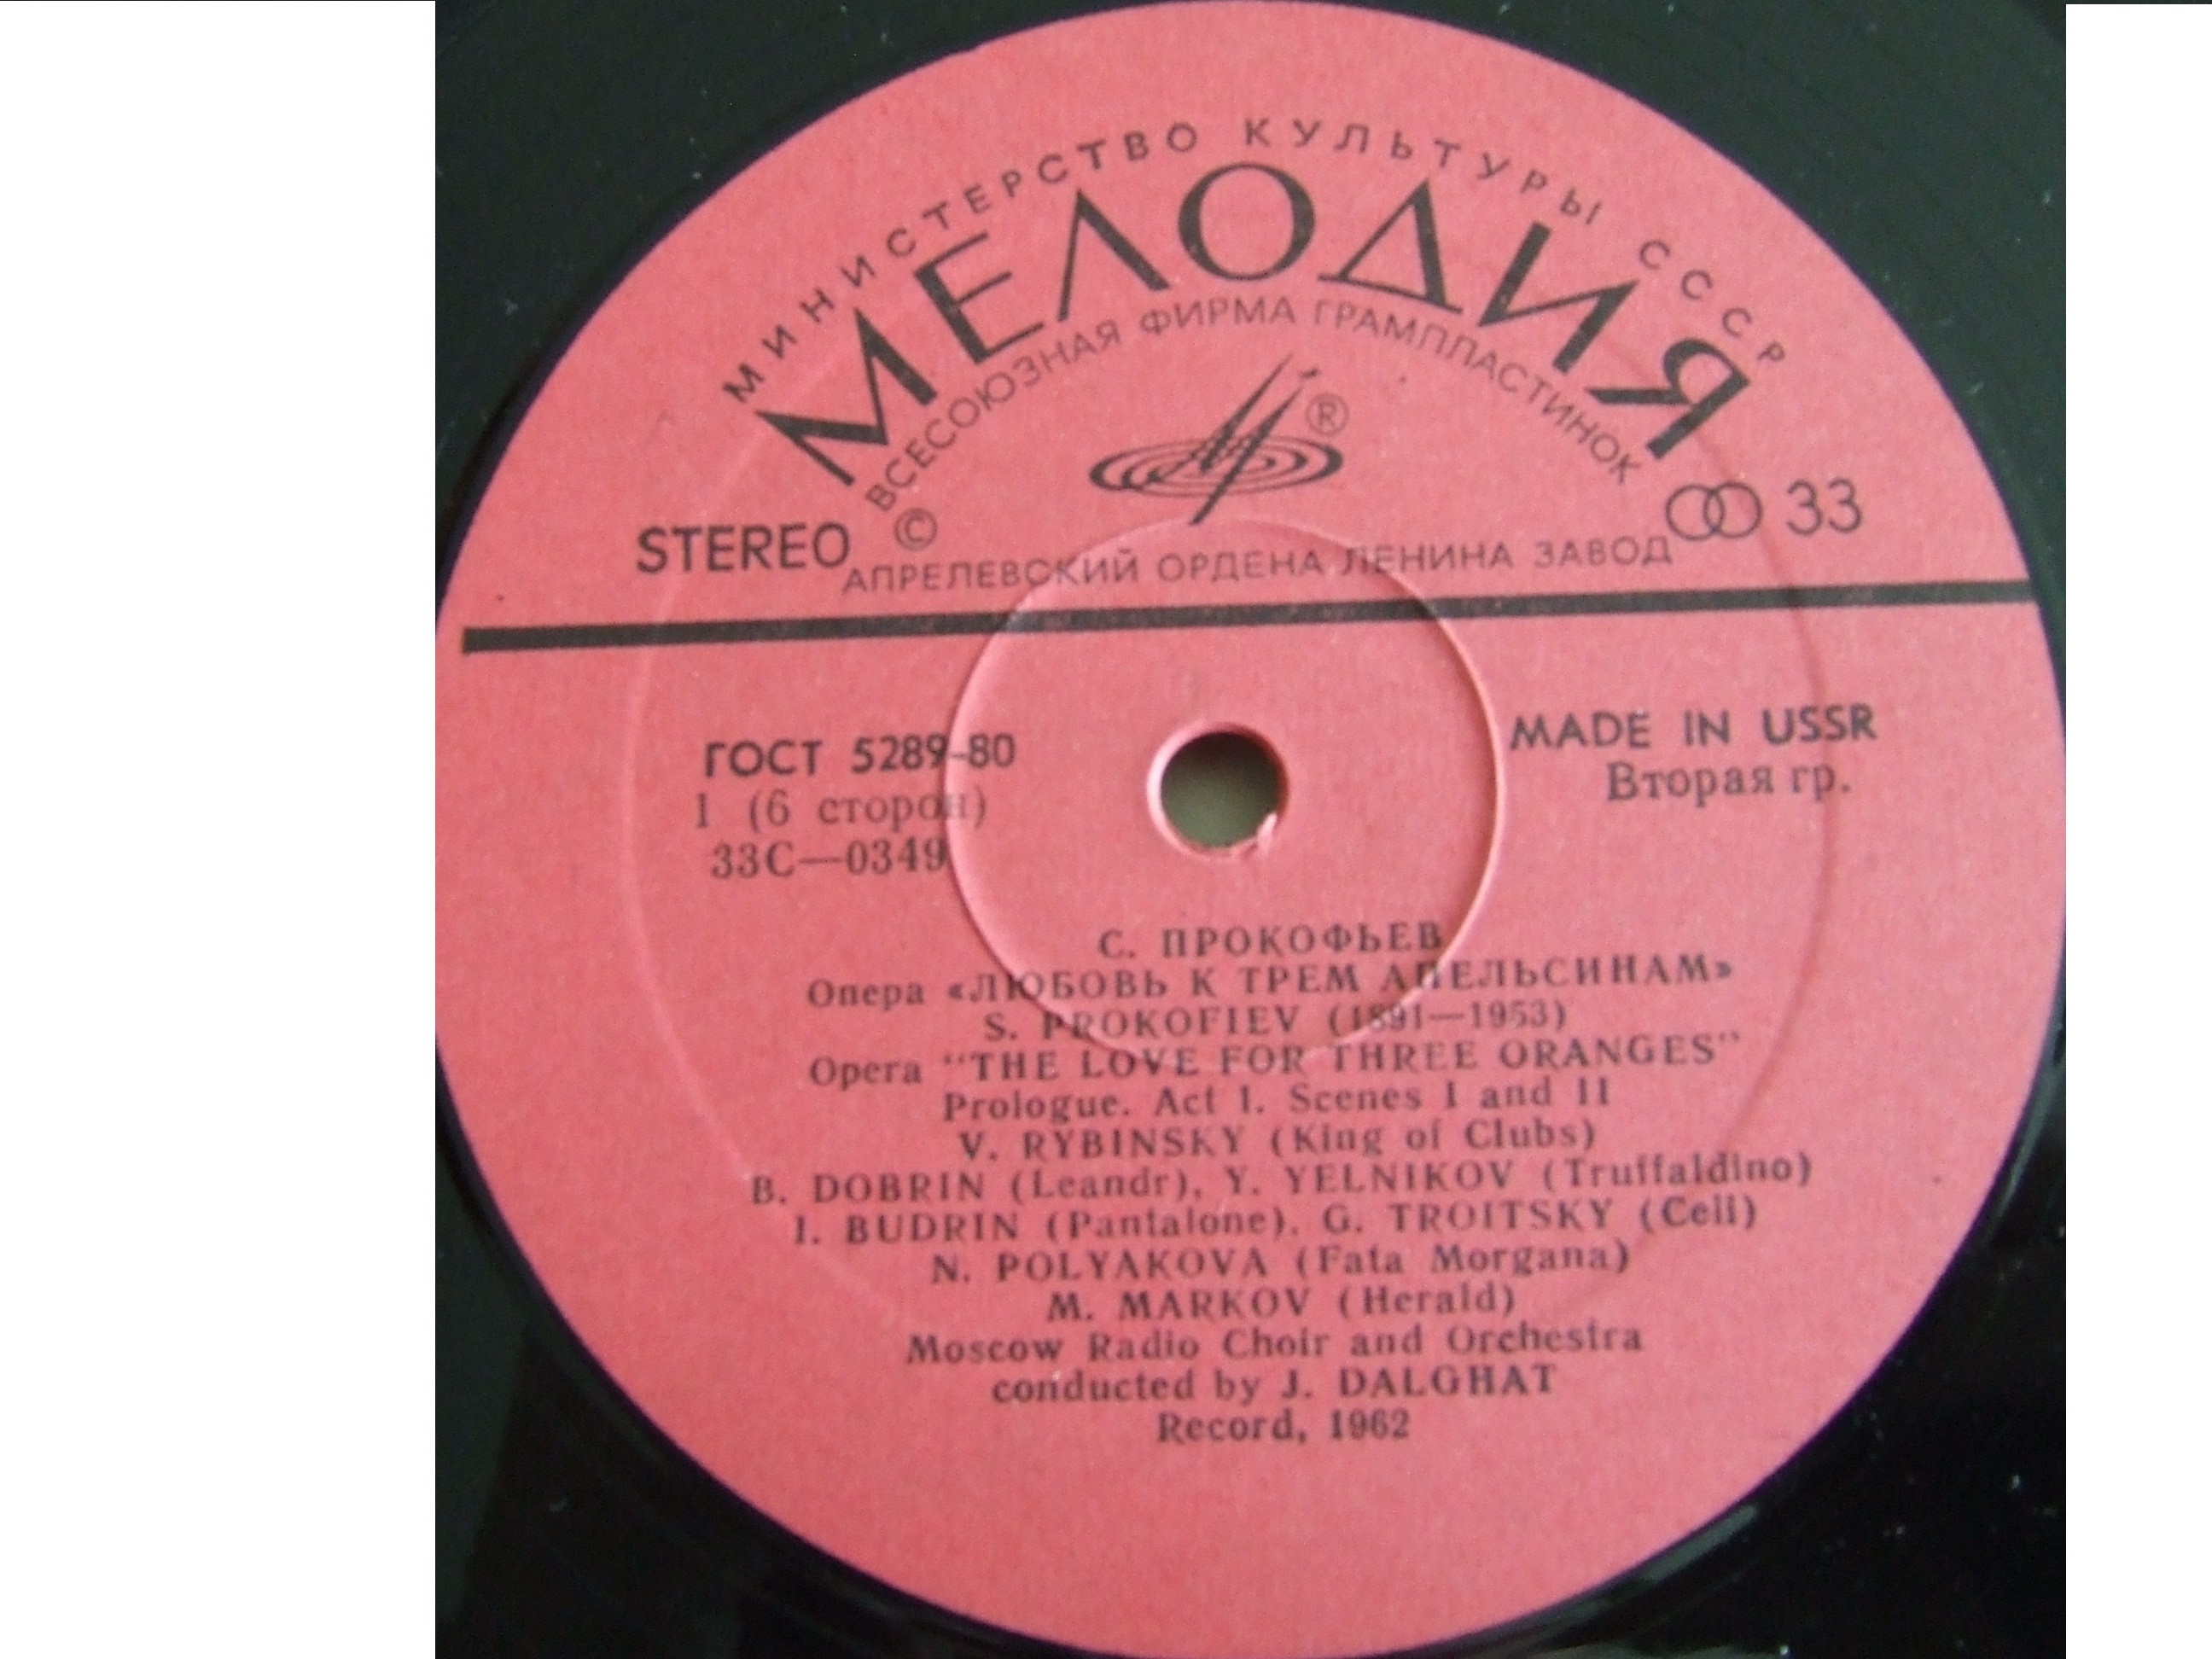 МИНИСТЕРСТВО КУЛЬТУРЫ СССР
МЕЛОДИЯ
ВСЕСОЮЗНАЯ ФИРМА ГРАМПЛАСТИНОК
®
STEREO © 33
АПРЕЛЕВСКИЙ ОРДЕНА ЛЕНИНА ЗАВОД
ГОСТ 5289-80
1 (6 сторон)
33С—0349
MADE IN USSR
Вторая гр.
С. ПРОКОФЬЕВ
Опера «ЛЮБОВЬ К ТРЕМ АПЕЛЬСИНАМ»
S. PROKOFIEV (1891—1953)
Opera "THE LOVE FOR THREE ORANGES"
Prologue. Act I. Scenes I and II
V. RYBINSKY (King of Clubs)
B. DOBRIN (Leandr), Y. YELNIKOV (Truffaldino)
I. BUDRIN (Pantalone), G. TROITSKY (Celi)
N. POLYAKOVA (Fata Morgana)
M. MARKOV (Herald)
Moscow Radio Choir and Orchestra
conducted by J. DALGHAT
Record, 1962